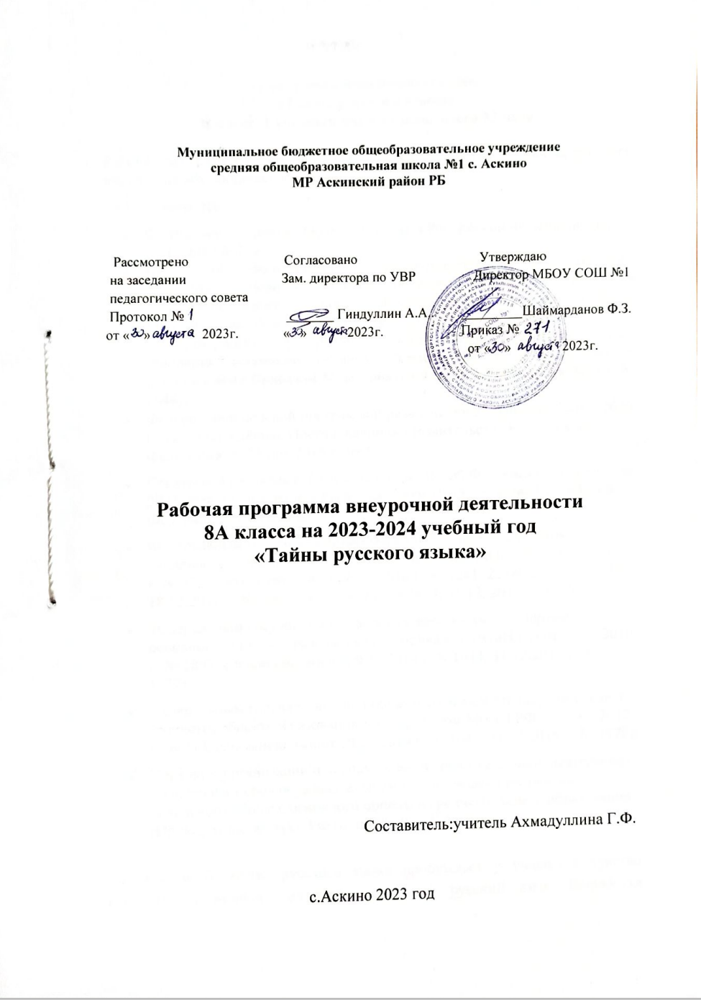 Муниципальное бюджетное общеобразовательное учреждение
средняя общеобразовательная школа №1 с. Аскино
МР Аскинский район РБ
Рассмотрено
на заседании
педагогического совета
Протокол № 1
от «30» августа 2023г.
Согласовано
Зам. директора по УВР
Гиндуллин А.А.
«30» августа 2023г.
Утверждаю
Директор МБОУ СОШ №1
Шаймарданов Ф.З.
Приказ № 271
от «30» августа 2023г.
Рабочая программа внеурочной деятельности
8А класса на 2023-2024 учебный год
«Тайны русского языка»
Составитель:учитель Ахмадуллина Г.Ф.
с.Аскино 2023 год